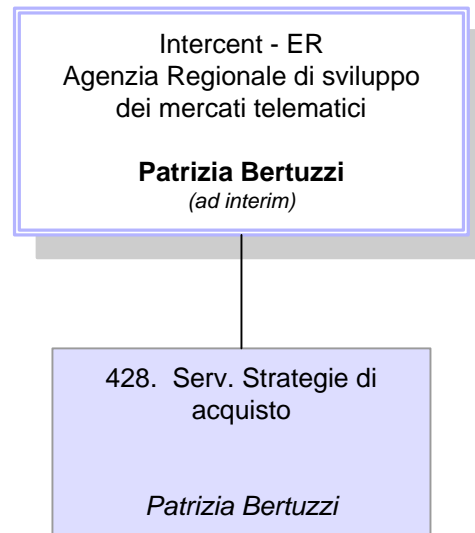 Intercent - ER
Agenzia Regionale di sviluppo
dei mercati telematici
Patrizia Bertuzzi
(ad interim)
428. Serv. Strategie di
acquisto
Patrizia Bertuzzi